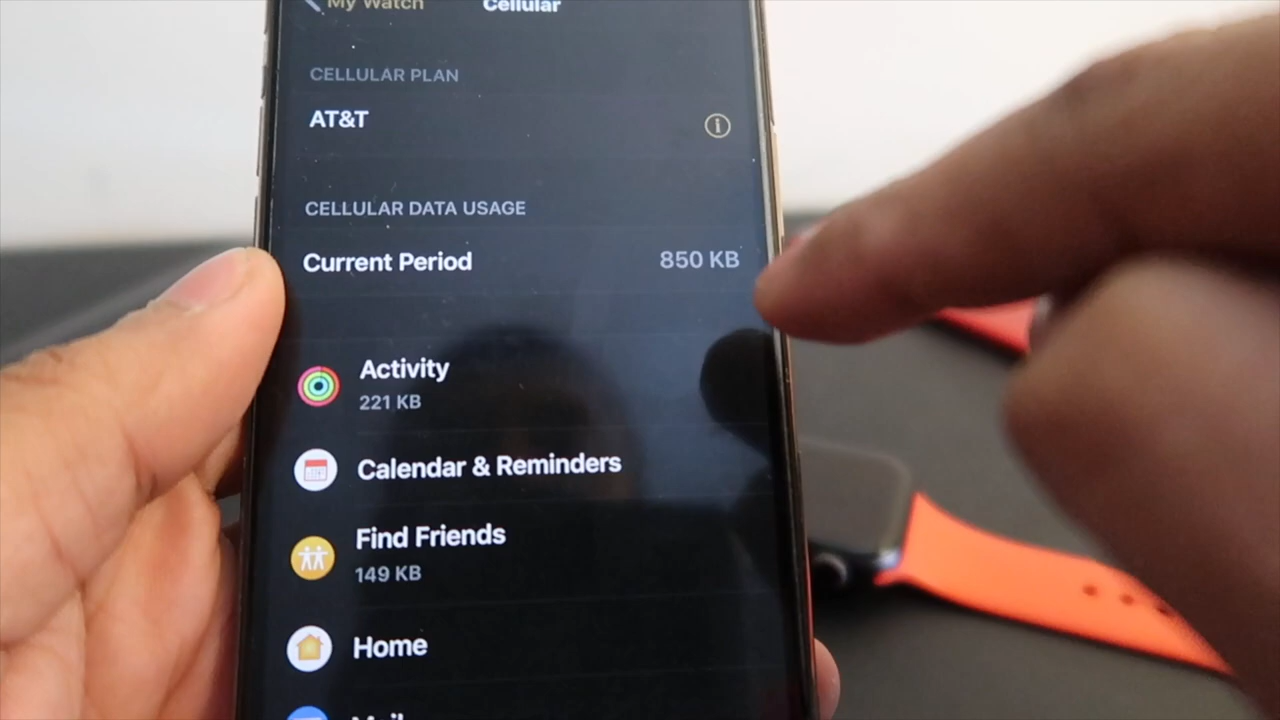 My Watch
Cellular
CELLULAR PLAN
AT&T
CELLULAR DATA USAGE
Current Period
850 KB
Activity
221 KB
Calendar & Reminders
Find Friends
149 KB
Home
Mail